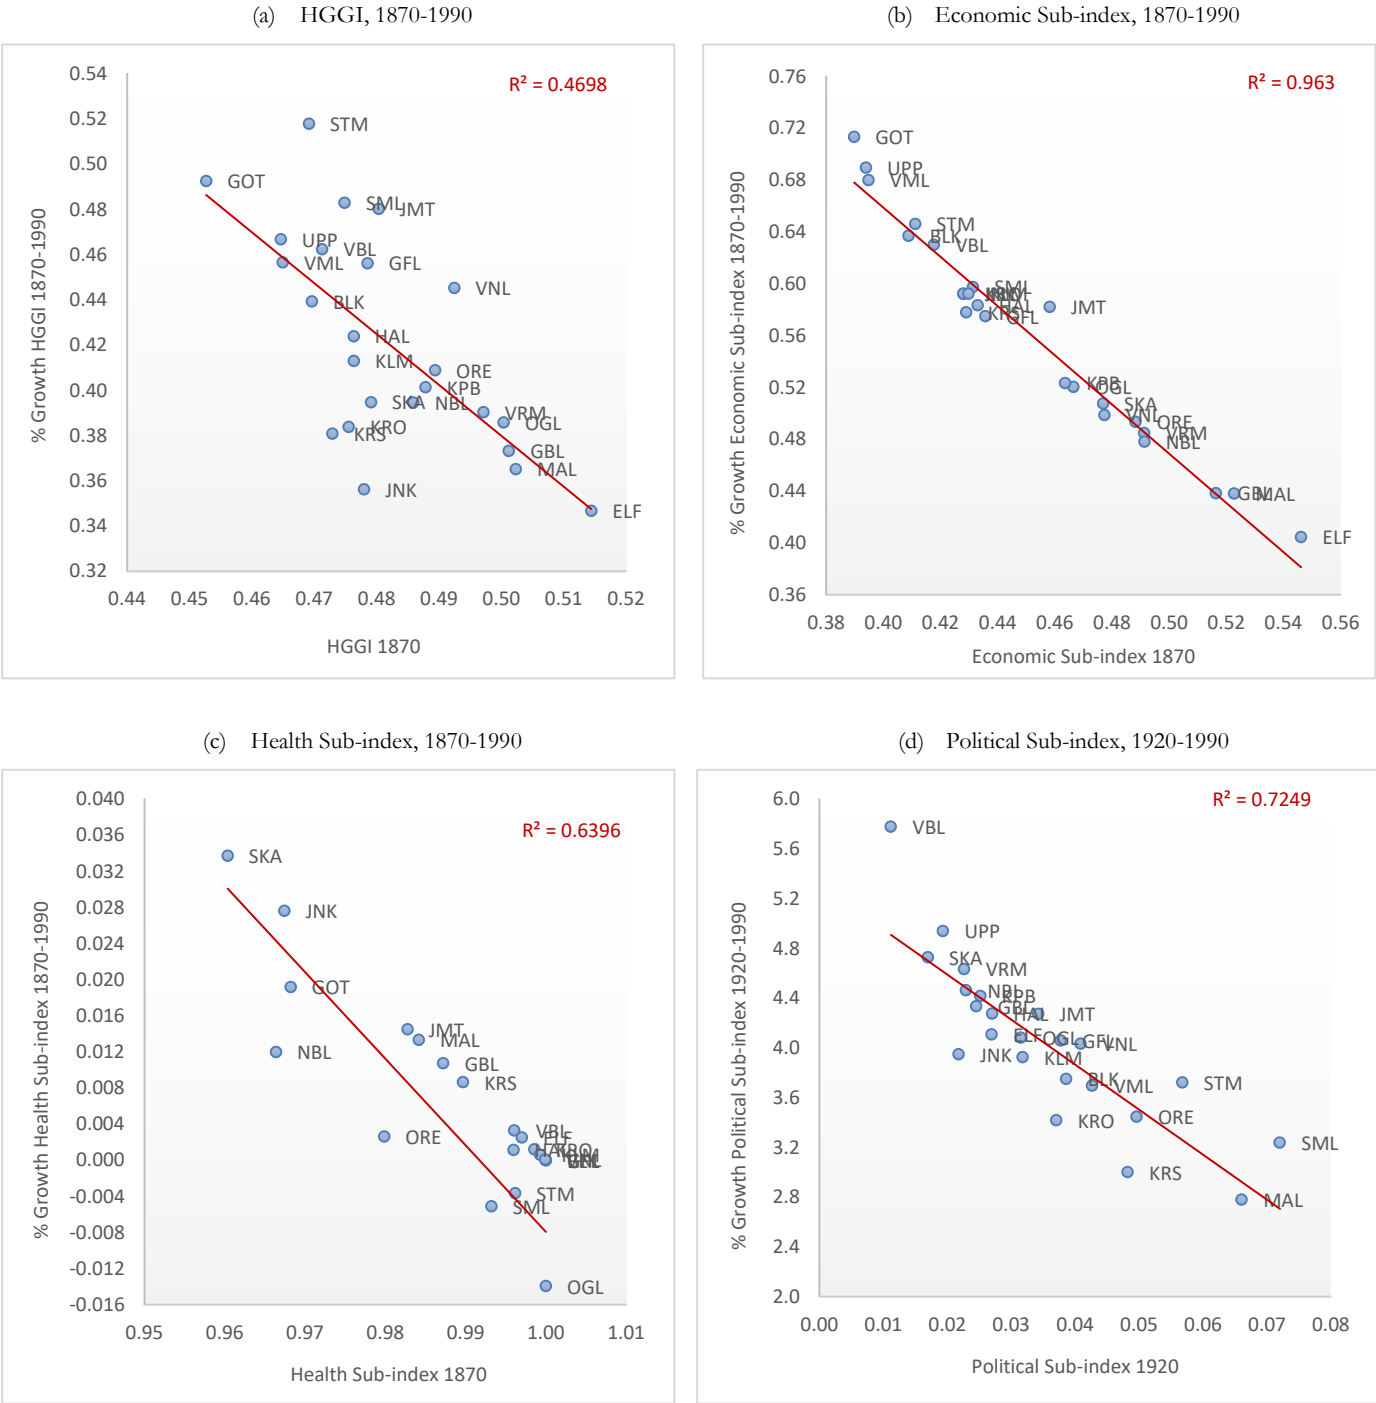 (a) HGGI, 1870-1990
R² = 0.4698
% Growth HGGI 1870-1990
0.54
0.52
0.50
0.48
0.46
0.44
0.42
0.40
0.38
0.36
0.34
0.32
STM
GOT
SML
JMT
UPP
VBL
VML
GFL
VNL
BLK
HAL
KLM
ORE
KPB
SKA
NBL
VRM
OGL
KRO
KRS
GBL
MAL
JNK
ELF
0.44 0.45 0.46 0.47 0.48 0.49 0.50 0.51 0.52
HGGI 1870
(b) Economic Sub-index, 1870-1990
R² = 0.963
% Growth Economic Sub-index 1870-1990
0.76
0.72
0.68
0.64
0.60
0.56
0.52
0.48
0.44
0.40
0.36
GOT
UPP
VML
STM
BLK
VBL
SML
HAL
JMT
KRS
GFL
KPB
OGL
SKA
VNL
ORE
VRM
NBL
GBL
MAL
ELF
0.38 0.40 0.42 0.44 0.46 0.48 0.50 0.52 0.54 0.56
Economic Sub-index 1870
(c) Health Sub-index, 1870-1990
R² = 0.6396
% Growth Health Sub-index 1870-1990
0.040
0.036
0.032
0.028
0.024
0.020
0.016
0.012
0.008
0.004
0.000
-0.004
-0.008
-0.012
-0.016
SKA
JNK
GOT
NBL
JMT
MAL
GBL
KRS
ORE
VBL
ELF
HAL
KRO
KLM
STM
SML
OGL
0.95 0.96 0.97 0.98 0.99 1.00 1.01
Health Sub-index 1870
(d) Political Sub-index, 1920-1990
R² = 0.7249
% Growth Political Sub-index 1920-1990
6.0
5.6
5.2
4.8
4.4
4.0
3.6
3.2
2.8
2.4
2.0
VBL
UPP
SKA
VRM
NBL
KPB
GBL
HAL
JMT
ELF
OGL
GFL
VNL
JNK
KLM
BLK
VML
STM
KRO
ORE
SML
KRS
MAL
0.00 0.01 0.02 0.03 0.04 0.05 0.06 0.07 0.08
Political Sub-index 1920